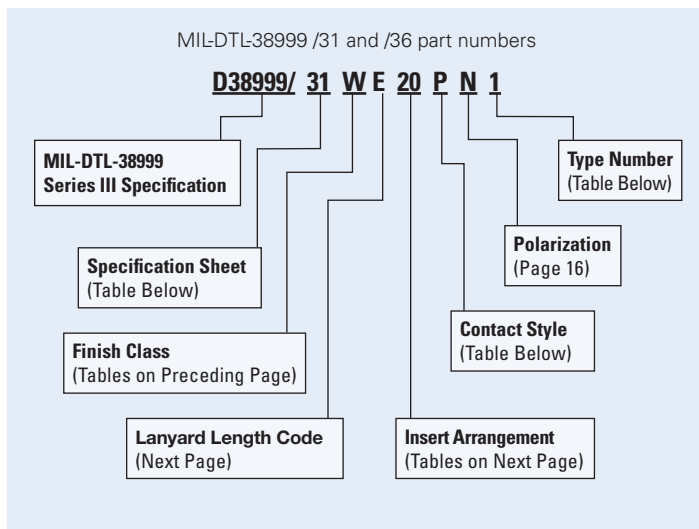 MIL-DTL-38999 /31 and /36 part numbers
D38999/ 31 W E 20 P N 1
MIL-DTL-38999
Series III Specification
Type Number
(Table Below)
Specification Sheet
(Table Below)
Polarization
(Page 16)
Finish Class
(Tables on Preceding Page)
Contact Style
(Table Below)
Lanyard Length Code
(Next Page)
Insert Arrangement
(Tables on Next Page)